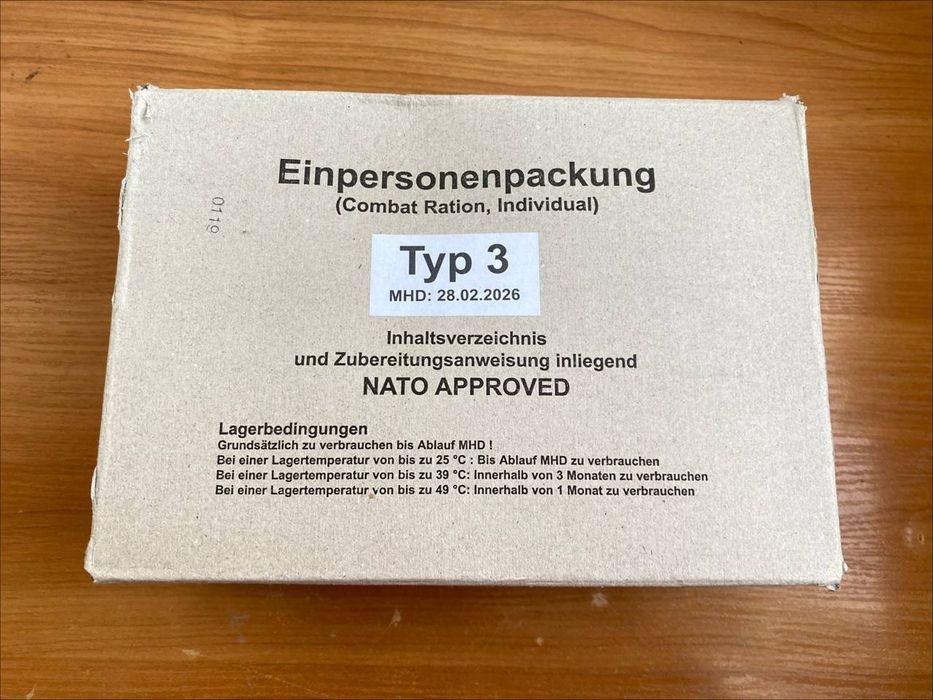 Einpersonenpackung
(Combat Ration, Individual)
0119
Typ 3
MHD: 28.02.2026
Inhaltsverzeichnis
und Zubereitungsanweisung inliegend
NATO APPROVED
Lagerbedingungen
Grundsätzlich zu verbrauchen bis Ablauf MHD !
Bei einer Lagertemperatur von bis zu 25 °C : Bis Ablauf MHD zu verbrauchen
Bei einer Lagertemperatur von bis zu 39 °C: Innerhalb von 3 Monaten zu verbrauchen
Bei einer Lagertemperatur von bis zu 49 °C: Innerhalb von 1 Monat zu verbrauchen